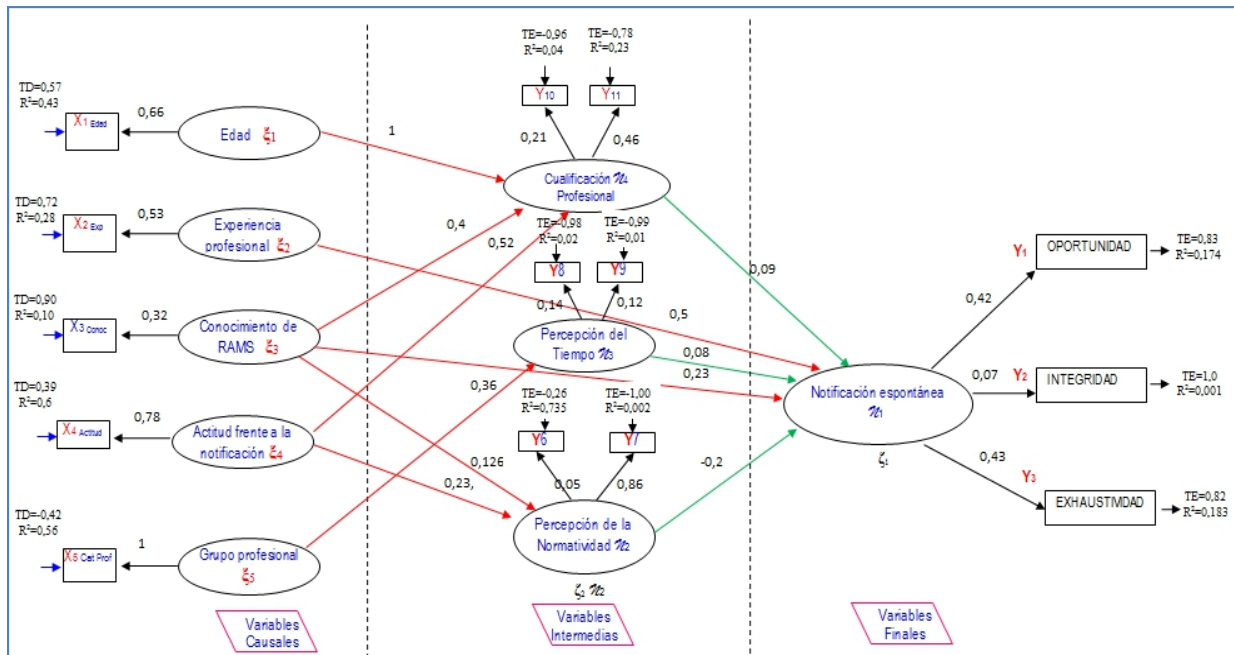 TE=-0,96
R²=0,04
TE=-0,78
R²=0,23
Y10
Y11
0,21
0,46
TD=0,57
R²=0,43
X1 Edad
0,66
Edad ξ1
1
Cualificación η4
Profesional
TD=0,72
R²=0,28
X2 Exp
0,53
Experiencia
profesional ξ2
0,4
0,52
TE=-0,98
R²=0,02
TE=-0,99
R²=0,01
Y8
Y9
0,14
0,12
0,09
0,5
TD=0,90
R²=0,10
X3 Conoc
0,32
Conocimiento de
RAMS ξ3
Percepción del
Tiempo η3
0,08
0,23
0,36
TE=-0,26
R²=0,735
TE=-1,00
R²=0,002
Y6
Y7
0,05
0,86
TD=0,39
R²=0,6
X4 Actitud
0,78
Actitud frente a la
notificación ξ4
0,126
0,23,
-0,2
Percepción de la
Normatividad η2
ζ2 η2
TD=-0,42
R²=0,56
X5 Cat Prof
1
Grupo profesional
ξ5
Notificación espontánea
η1
ζ1
Y1
OPORTUNIDAD
TE=0,83
R²=0,174
0,42
0,07
Y2
INTEGRIDAD
TE=1,0
R²=0,001
0,43
Y3
EXHAUSTIVIDAD
TE=0,82
R²=0,183
Variables
Causales
Variables
Intermedias
Variables
Finales